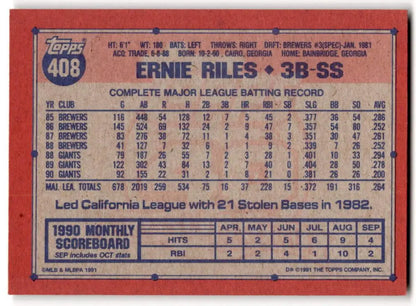 Topps
408
HT: 6'1" WT: 180 BATS: LEFT THROWS: RIGHT DRFT: BREWERS #3(SPEC)-JAN, 1981
ACQ: TRADE, 6-8-88 BORN: 10-2-60, CAIRO, GEORGIA HOME: BAINBRIDGE, GEORGIA
ERNIE RILES ♦ 3B-SS
COMPLETE MAJOR LEAGUE BATTING RECORD
YR CLUB G AB R H 2B 3B HR RBI SB SLG BB SO AVG
85 BREWERS 116 448 54 128 12 7 5 45 2 .377 36 54 .286
86 BREWERS 145 524 69 132 24 2 9 47 7 .357 54 80 .252
87 BREWERS 83 276 38 72 11 1 4 38 3 .351 30 47 .261
88 BREWERS 41 127 7 32 6 1 1 9 2 .339 7 26 .252
88 GIANTS 79 187 26 55 7 2 3 28 1 .401 10 33 .294
89 GIANTS 122 302 43 84 13 2 7 40 0 .404 28 50 .278
90 GIANTS 92 155 22 31 2 1 8 21 0 .381 26 26 .200
MAJ. LEA. TOTALS 678 2019 259 534 75 16 37 228 15 .372 191 316 .264
Led California League with 21 Stolen Bases in 1982.
1990 MONTHLY
SCOREBOARD
SEP includes OCT stats
APR. MAY JUN JUL AUG SEP
HITS 5 2 6 8 6 4
RBI 2 2 1 10 2 4
©MLB & MLBPA 1991
D* ©1991 THE TOPPS COMPANY, INC.